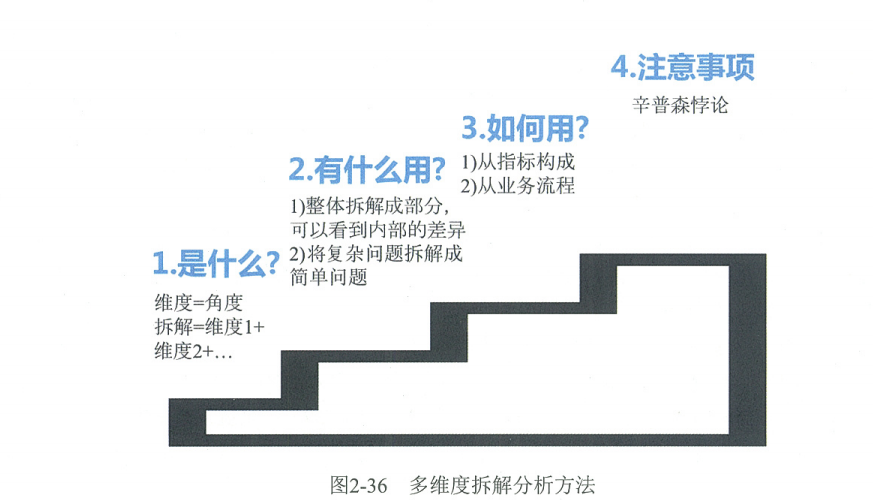 1.是什么?
维度=角度
拆解=维度1+
维度2+…
2.有什么用?
1)整体拆解成部分,
可以看到内部的差异
2)将复杂问题拆解成
简单问题
3.如何用?
1)从指标构成
2)从业务流程
4.注意事项
辛普森悖论
图2-36 多维度拆解分析方法